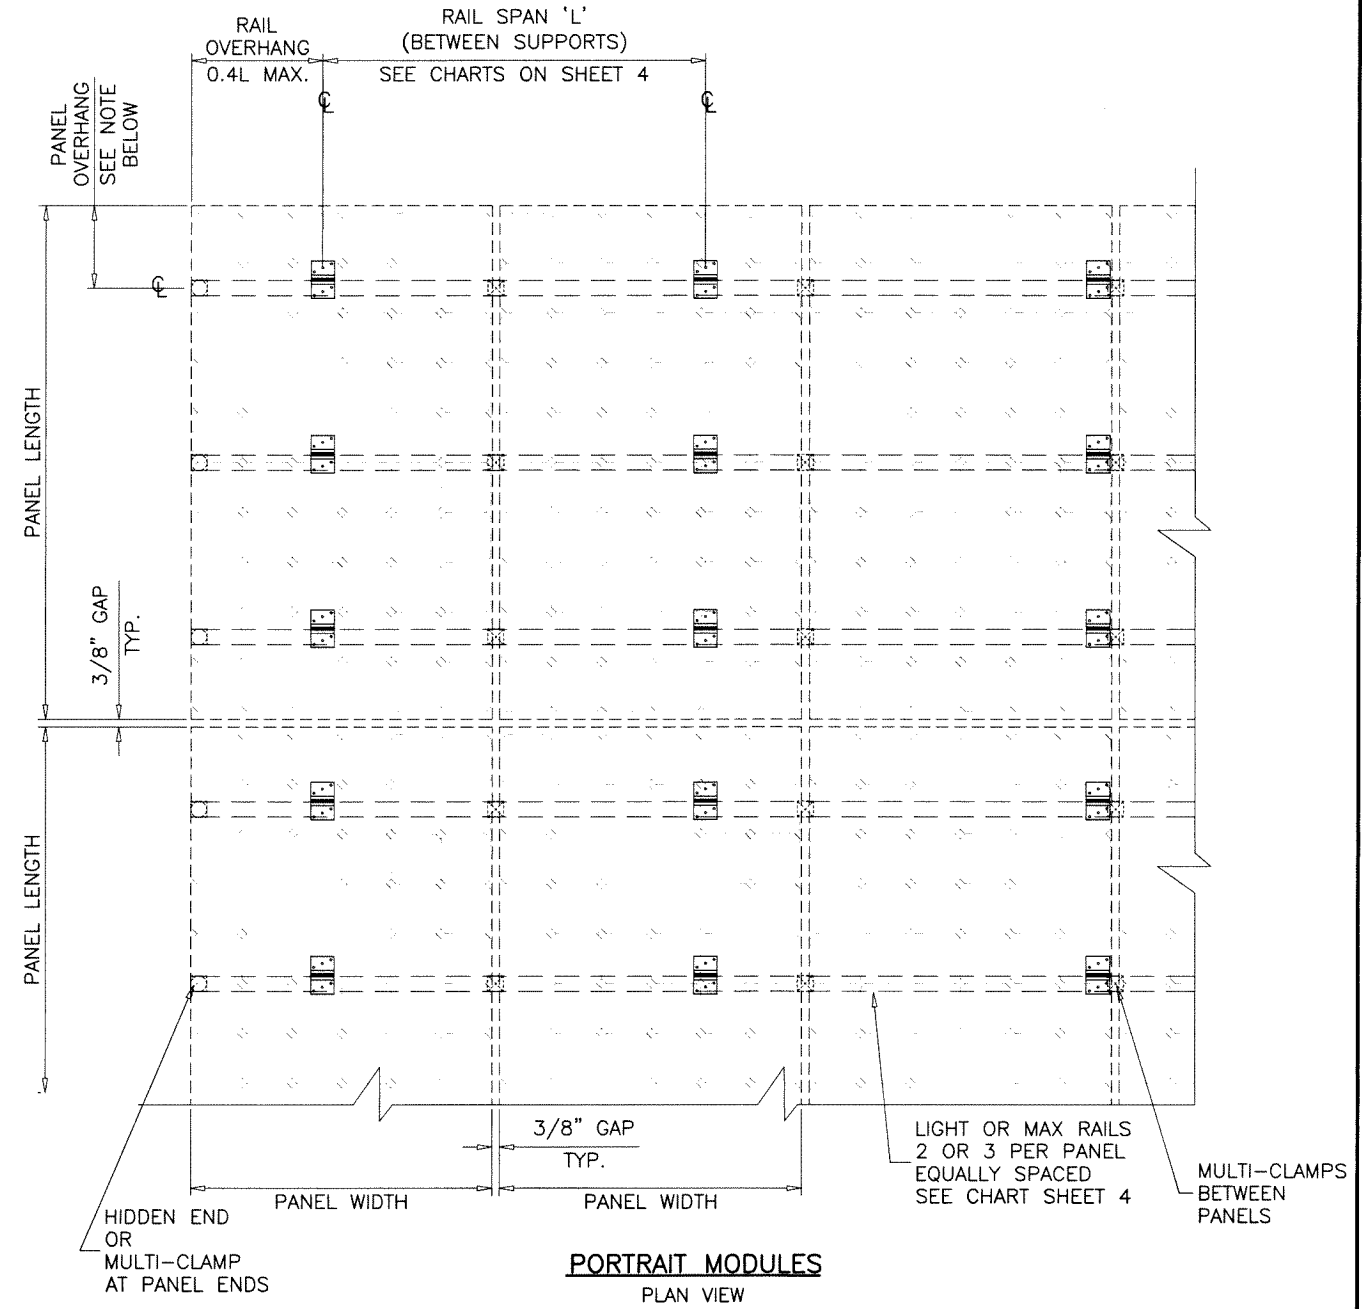 RAIL
OVERHANG
0.4L MAX.
RAIL SPAN 'L'
(BETWEEN SUPPORTS)
SEE CHARTS ON SHEET 4
PANEL
OVERHANG
SEE NOTE
BELOW
℄
℄
℄
PANEL LENGTH
3/8" GAP
TYP.
PANEL LENGTH
3/8" GAP
TYP.
PANEL WIDTH
PANEL WIDTH
LIGHT OR MAX RAILS
2 OR 3 PER PANEL
EQUALLY SPACED
SEE CHART SHEET 4
MULTI-CLAMPS
BETWEEN
PANELS
HIDDEN END
OR
MULTI-CLAMP
AT PANEL ENDS
PORTRAIT MODULES
PLAN VIEW